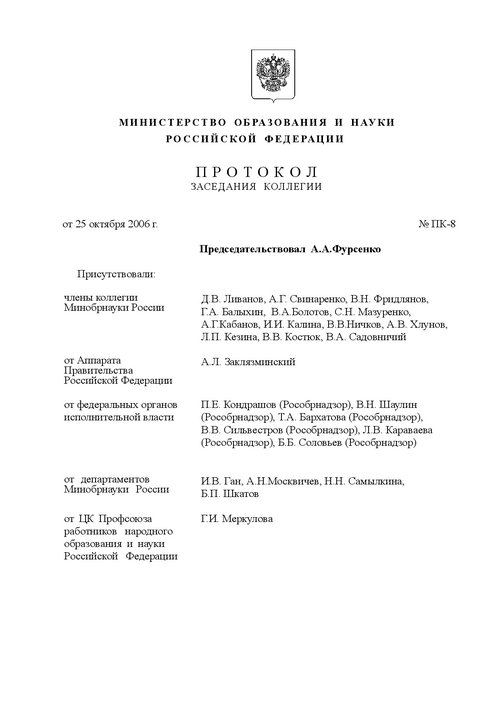 МИНИСТЕРСТВО ОБРАЗОВАНИЯ И НАУКИ
РОССИЙСКОЙ ФЕДЕРАЦИИ
ПРОТОКОЛ
ЗАСЕДАНИЯ КОЛЛЕГИИ
от 25 октября 2006 г. № ПК-8
Председательствовал А.А.Фурсенко
Присутствовали:
члены коллегии
Минобрнауки России
Д.В. Ливанов, А.Г. Свинаренко, В.Н. Фридлянов,
Г.А. Балыхин, В.А.Болотов, С.Н. Мазуренко,
А.Г.Кабанов, И.И. Калина, В.В.Ничков, А.В. Хлунов,
Л.П. Кезина, В.В. Костюк, В.А. Садовничий
от Аппарата
Правительства
Российской Федерации
А.Л. Заклязминский
от федеральных органов
исполнительной власти
П.Е. Кондрашов (Рособрнадзор), В.Н. Шаулин
(Рособрнадзор), Т.А. Бархатова (Рособрнадзор),
В.В. Сильвестров (Рособрнадзор), Л.В. Караваева
(Рособрнадзор), Б.Б. Соловьев (Рособрнадзор)
от департаментов
Минобрнауки России
И.В. Ган, А.Н.Москвичев, Н.Н. Самылкина,
Б.П. Шкатов
от ЦК Профсоюза
работников народного
образования и науки
Российской Федерации
Г.И. Меркулова